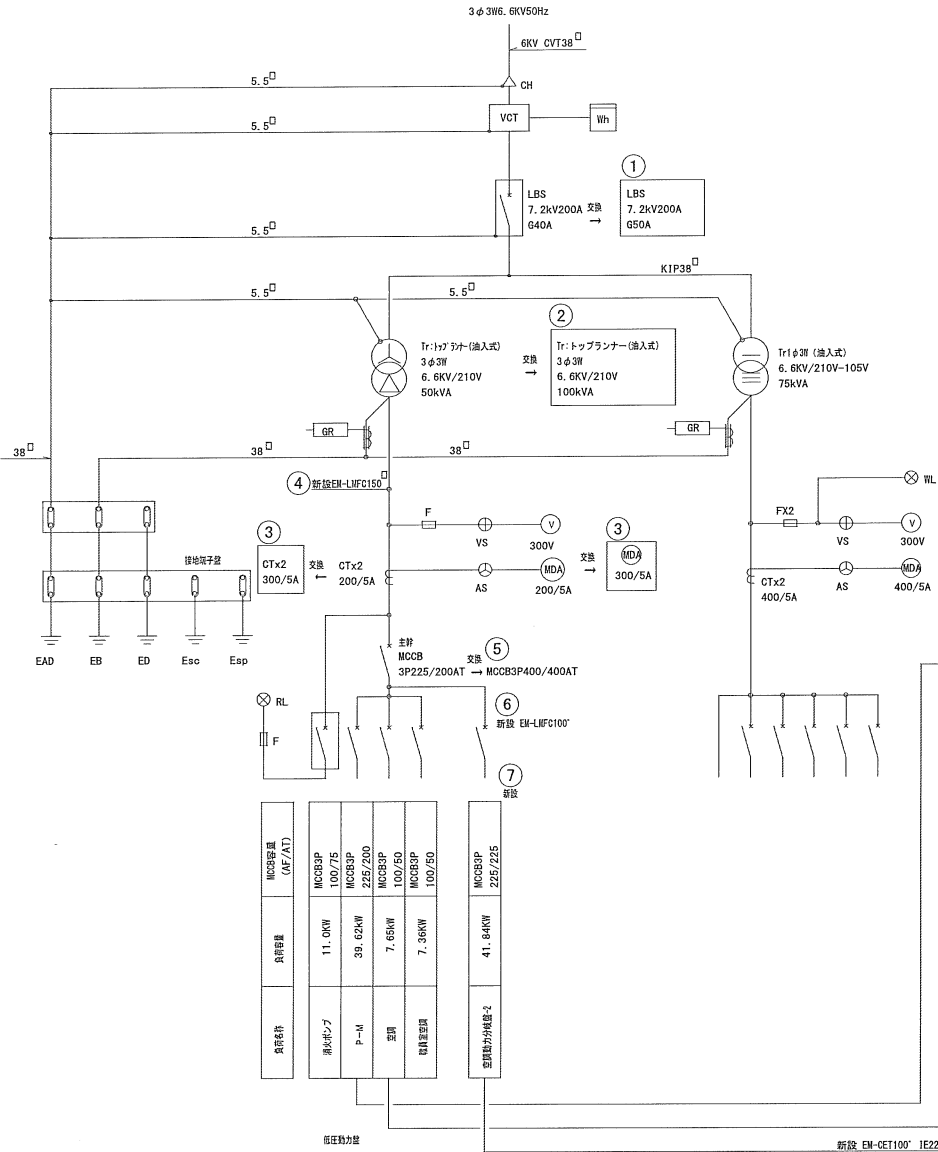 3φ3W6.6KV50Hz
6KV CVT38□
5.5□
CH
5.5□
VCT
Wh
①
LBS
7.2kV200A
G40A
交換
→
LBS
7.2kV200A
G50A
5.5□
KIP38□
5.5□
5.5□
②
Tr:トップランナー(油入式)
3φ3W
6.6KV/210V
50kVA
交換
→
Tr:トップランナー(油入式)
3φ3W
6.6KV/210V
100kVA
Tr1φ3W (油入式)
6.6KV/210V-105V
75kVA
GR
GR
38□
38□
38□
④ 新設EM-LMFC150□
WL
F
VS
V
300V
FX2
VS
V
300V
接地端子盤
③
CTx2
300/5A
交換
←
CTx2
200/5A
AS
MDA
200/5A
交換
→
③
MDA
300/5A
CTx2
400/5A
AS
MDA
400/5A
EAD
EB
ED
Esc
Esp
主幹
MCCB
3P225/200AT
交換
→
⑤
MCCB3P400/400AT
RL
F
⑥
新設 EM-LMFC100°
⑦
新設
MCCB容量
(AF/AT)
MCCB3P
100/75
MCCB3P
225/200
MCCB3P
100/50
MCCB3P
100/50
MCCB3P
225/225
負荷容量
11.0KW
39.62kW
7.65kW
7.36KW
41.84KW
負荷名称
消火ポンプ
P-M
空調
職員室空調
空調動力分岐盤-2
低圧動力盤
新設 EM-CET100° IE22